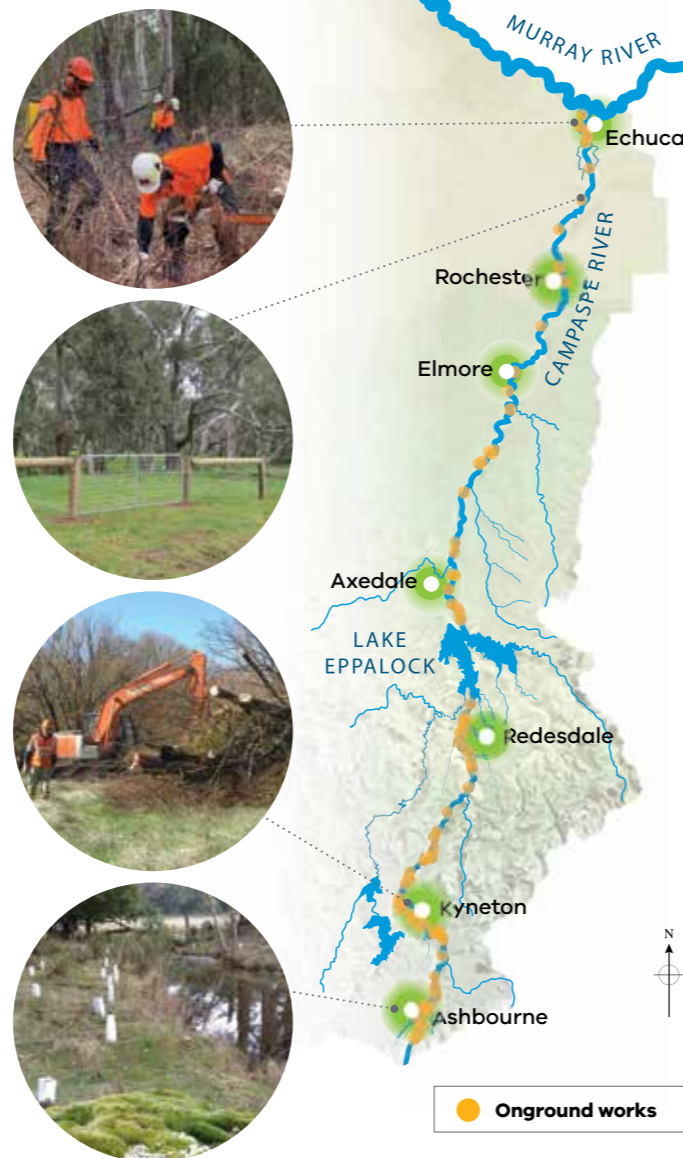 MURRAY RIVER
Echuca
CAMPASPE RIVER
Rochester
Elmore
Axedale
LAKE
EPPALOCK
Redesdale
Kyneton
Ashbourne
N
Onground works